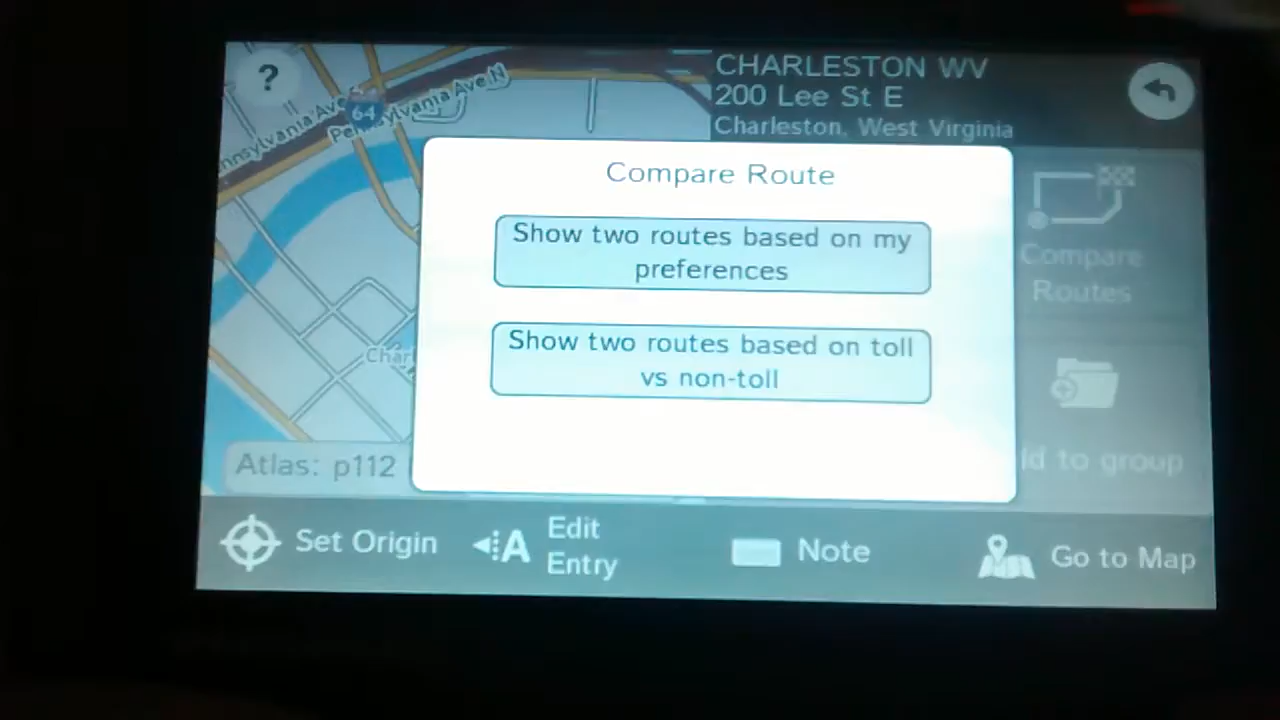 ?
Pennsylvania Ave N
64
CHARLESTON WV
200 Lee St E
Charleston, West Virginia
Compare Route
Show two routes based on my
preferences
Show two routes based on toll
vs non-toll
Compare
Routes
to group
Atlas: p112
Set Origin
A
Edit
Entry
Note
Go to Map